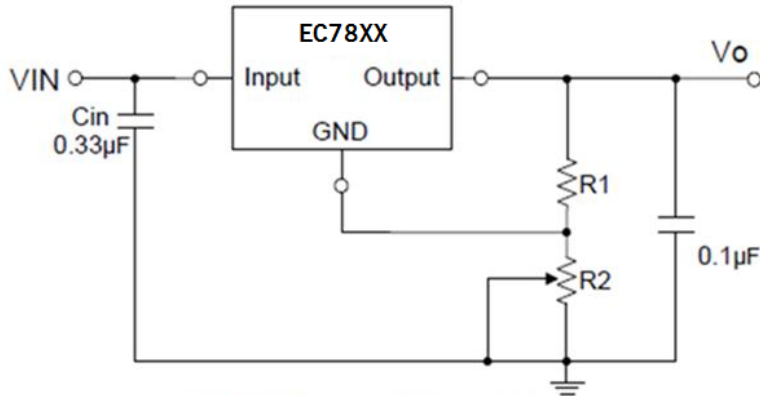 EC78XX
Vo
VIN
Input
Output
Cin
0.33µF
GND
R1
0.1µF
R2